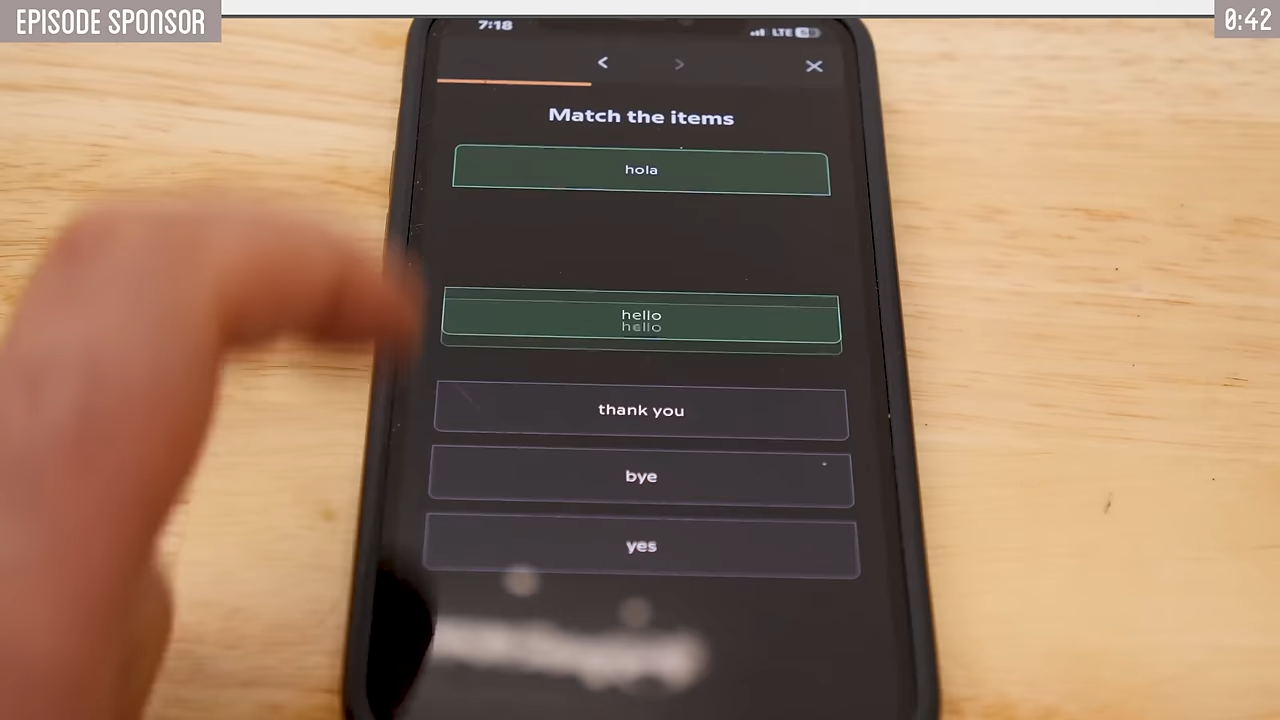 EPISODE SPONSOR
0:42
7:18
LTE
Match the items
hola
hello
hello
thank you
bye
yes